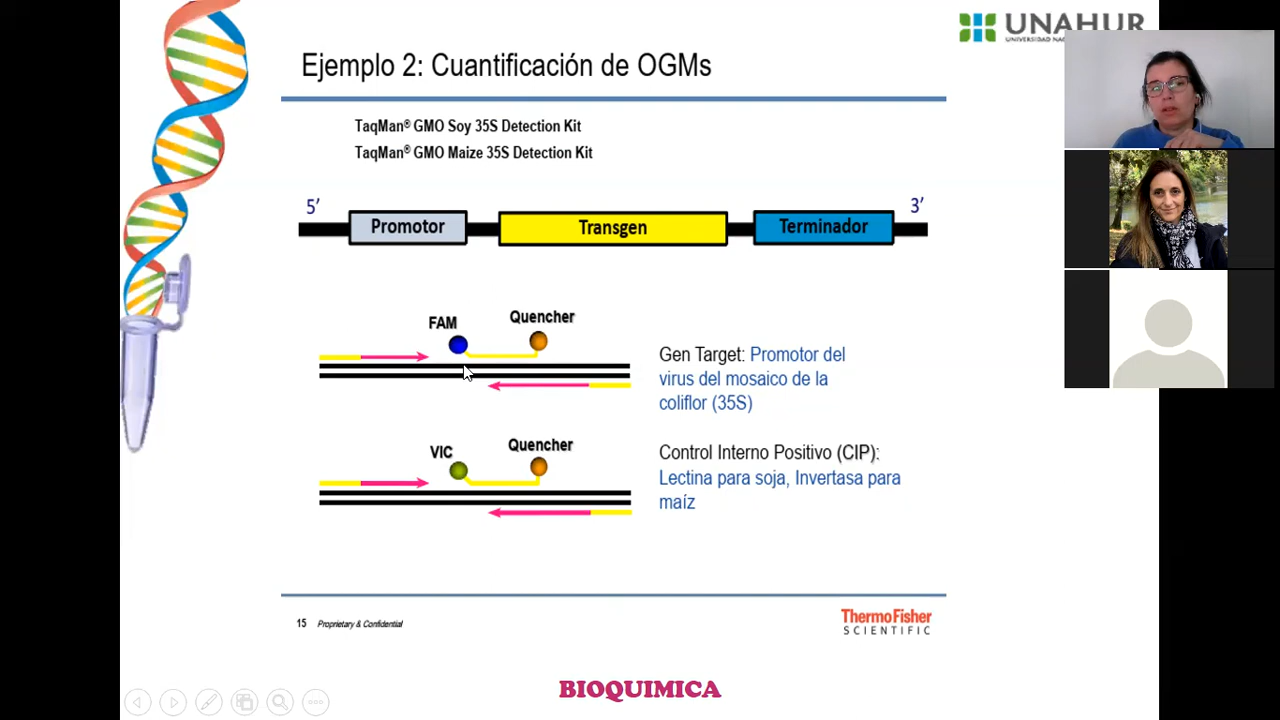 UNAHUR
Ejemplo 2: Cuantificación de OGMs
TaqMan® GMO Soy 35S Detection Kit
TaqMan® GMO Maize 35S Detection Kit
5’
3’
Promotor
Transgen
Terminador
FAM
Quencher
Gen Target: Promotor del
virus del mosaico de la
coliflor (35S)
VIC
Quencher
Control Interno Positivo (CIP):
Lectina para soja, Invertasa para
maíz
15 Proprietary & Confidential
ThermoFisher
SCIENTIFIC
BIOQUIMICA